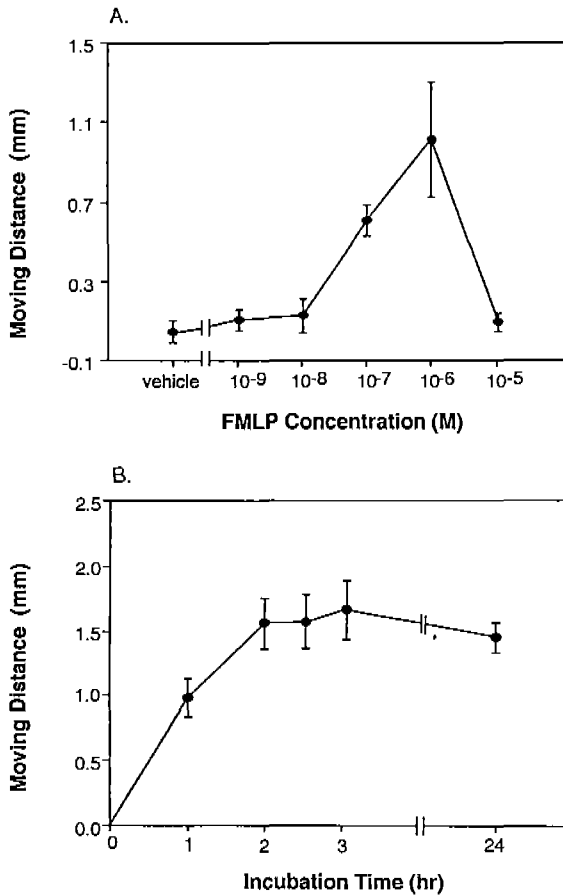 A.
1.5
1.1
0.7
0.3
-0.1
Moving Distance (mm)
vehicle 10-9 10-8 10-7 10-6 10-5
FMLP Concentration (M)
B.
2.5
2.0
1.5
1.0
0.5
0.0
Moving Distance (mm)
0 1 2 3 24
Incubation Time (hr)